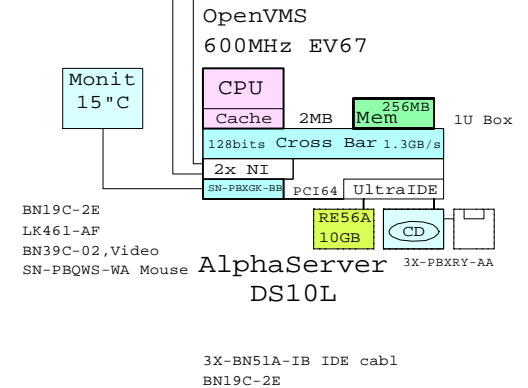 OpenVMS
600MHz EV67
Monit
15"C
CPU
Cache
2MB
256MB
Mem
1U Box
128bits Cross Bar 1.3GB/s
2x NI
SN-PBXGK-BB
PCI64
UltraIDE
RE56A
10GB
CD
3X-PBXRY-AA
BN19C-2E
LK461-AF
BN39C-02,Video
SN-PBQWS-WA Mouse
AlphaServer
DS10L
3X-BN51A-IB IDE cabl
BN19C-2E